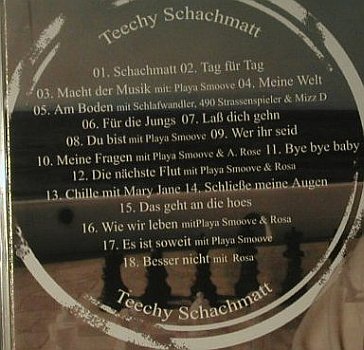 Teechy Schachmatt
01. Schachmatt 02. Tag für Tag
03. Macht der Musik mit: Playa Smoove 04. Meine Welt
05. Am Boden mit Schlafwandler, 490 Strassenspieler & Mizz D
06. Für die Jungs 07. Laß dich gehn
08. Du bist mit Playa Smoove 09. Wer ihr seid
10. Meine Fragen mit Playa Smoove & A. Rose 11. Bye bye baby
12. Die nächste Flut mit Playa Smoove & Rosa
13. Chille mit Mary Jane 14. Schließe meine Augen
15. Das geht an die hoes
16. Wie wir leben mitPlaya Smoove & Rosa
17. Es ist soweit mit Playa Smoove
18. Besser nicht mit Rosa
Teechy Schachmatt